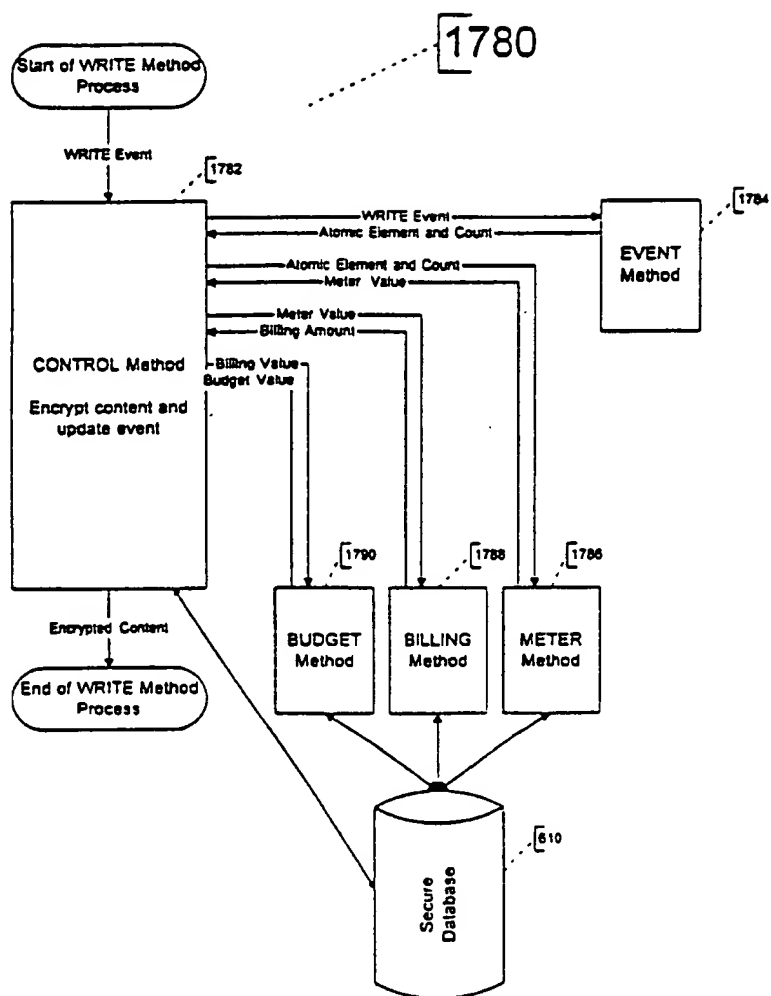 1780
Start of WRITE Method
Process
WRITE Event
1782
WRITE Event
Atomic Element and Count
1784
EVENT
Method
Atomic Element and Count
Meter Value
Meter Value
Billing Amount
CONTROL Method
Encrypt content and
update event
Billing Value
Budget Value
1790
1788
1786
BUDGET
Method
BILLING
Method
METER
Method
Encrypted Content
End of WRITE Method
Process
610
Secure
Database